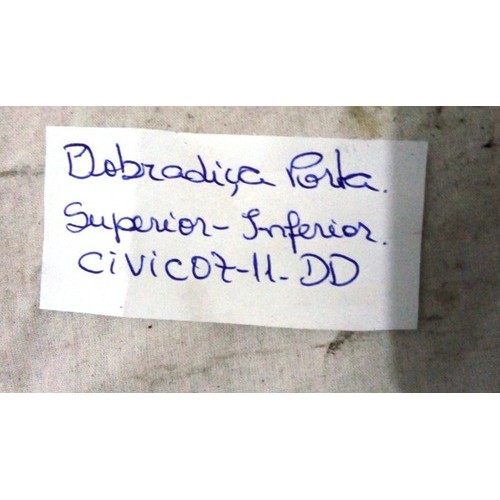 Dobradiça Porta.
Superior-Inferior.
CIVIC07-11-DD